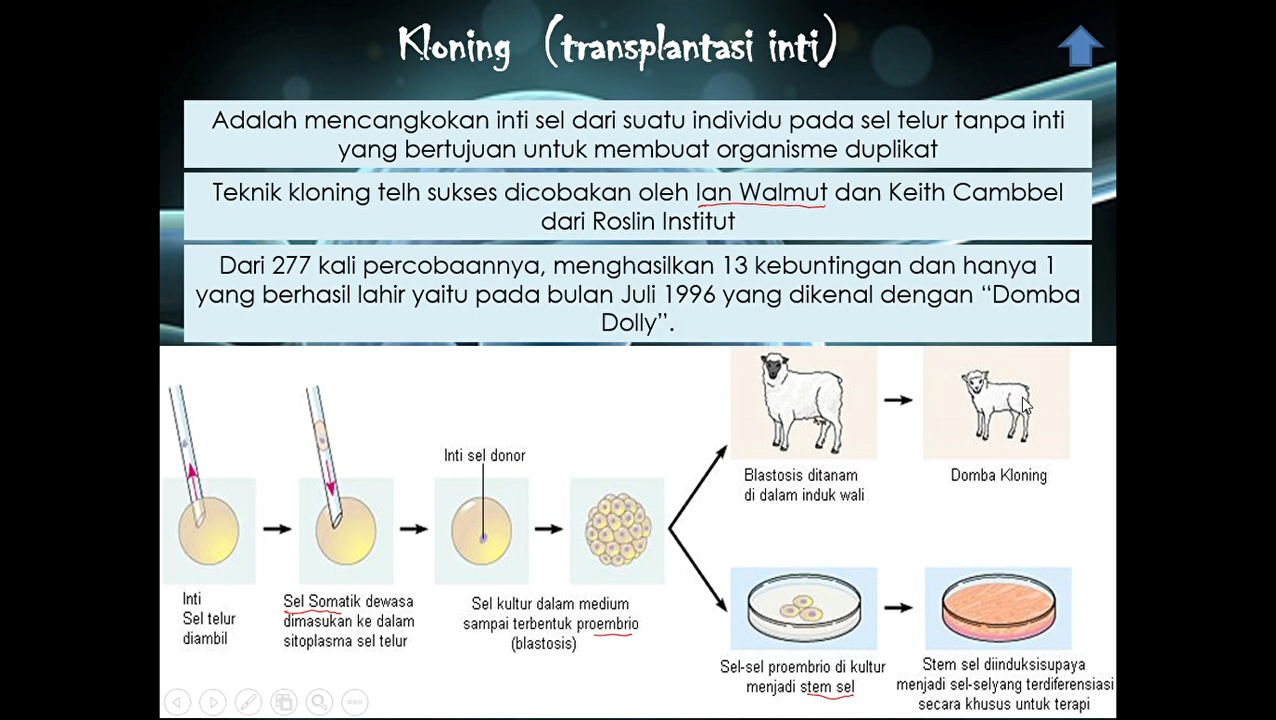 Kloning (transplantasi inti)
Adalah mencangkokan inti sel dari suatu individu pada sel telur tanpa inti
yang bertujuan untuk membuat organisme duplikat
Teknik kloning telh sukses dicobakan oleh Ian Walmut dan Keith Cambbel
dari Roslin Institut
Dari 277 kali percobaannya, menghasilkan 13 kebuntingan dan hanya 1
yang berhasil lahir yaitu pada bulan Juli 1996 yang dikenal dengan “Domba
Dolly”.
Inti sel donor
Blastosis ditanam
di dalam induk wali
Domba Kloning
Inti
Sel telur
diambil
Sel Somatik dewasa
dimasukan ke dalam
sitoplasma sel telur
Sel kultur dalam medium
sampai terbentuk proembrio
(blastosis)
Sel-sel proembrio di kultur
menjadi stem sel
Stem sel diinduksisupaya
menjadi sel-selyang terdiferensiasi
secara khusus untuk terapi